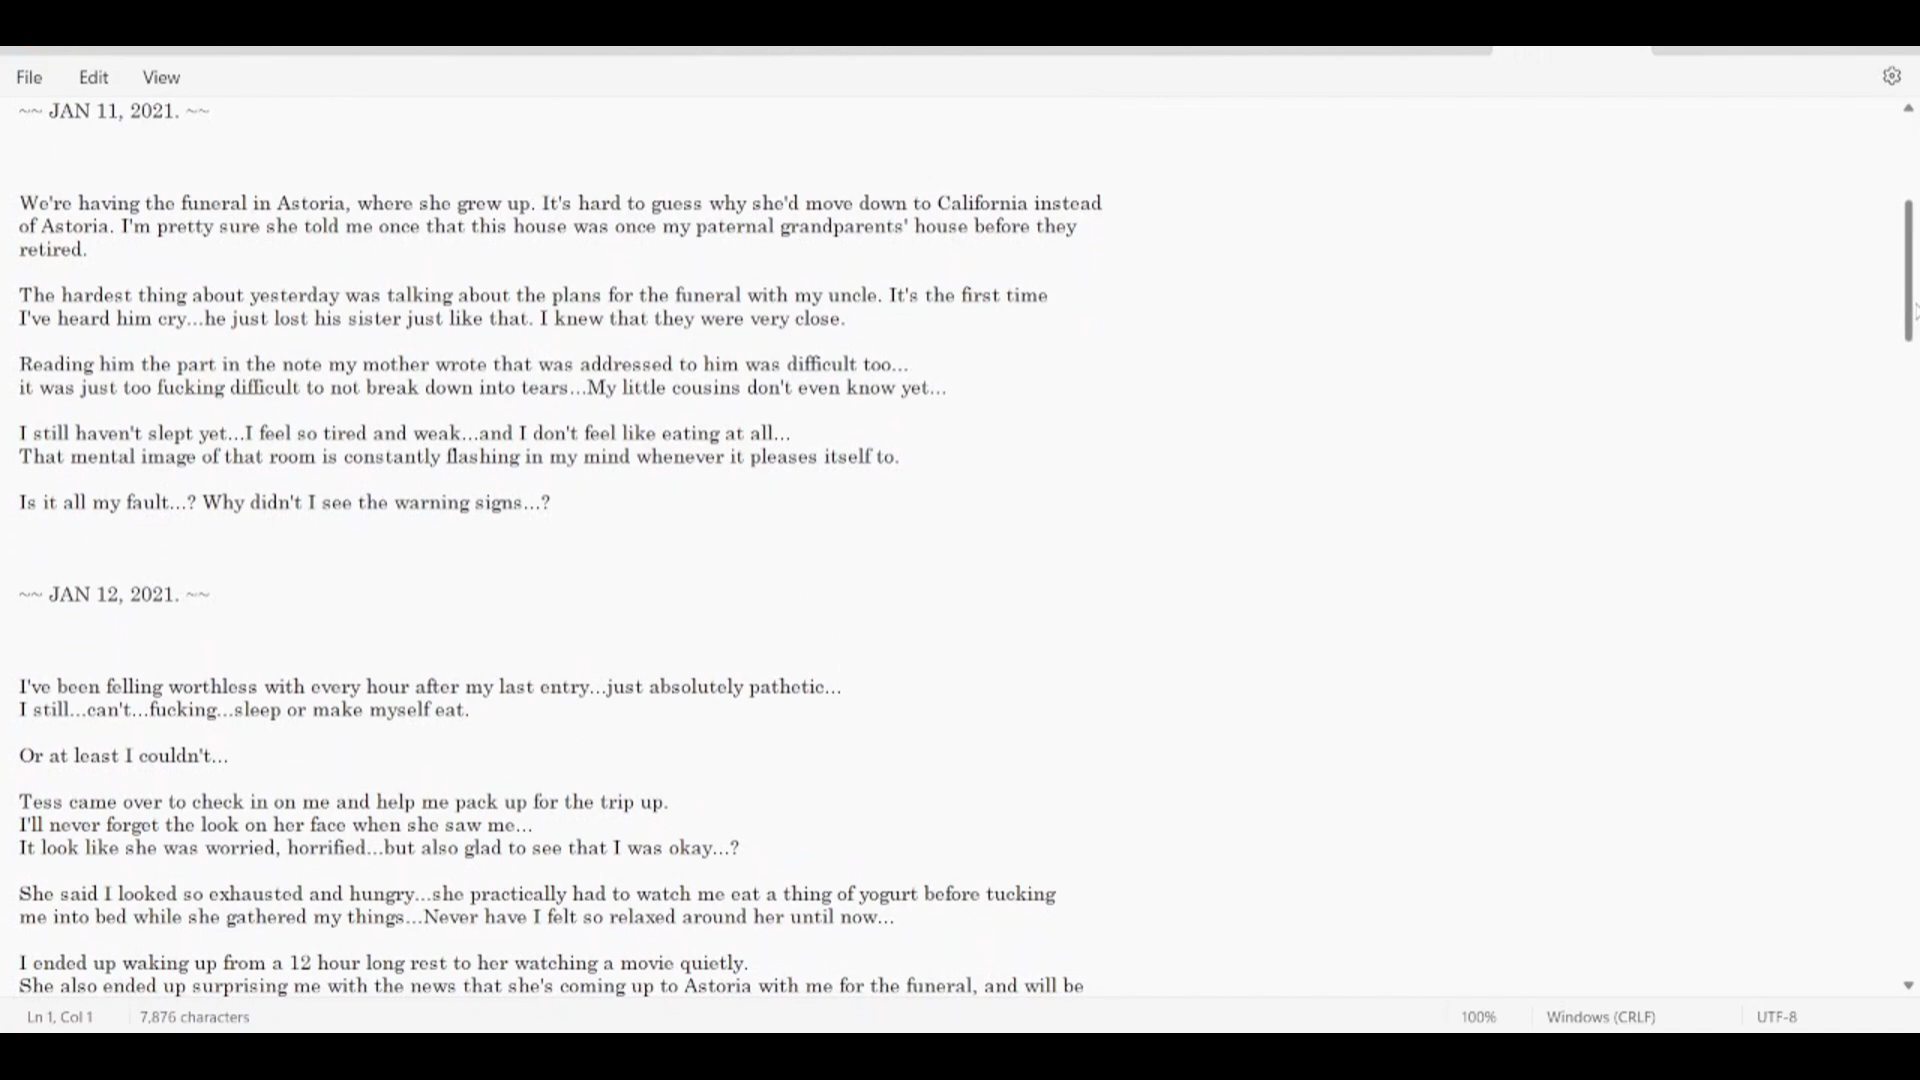 File Edit View
~~ JAN 11, 2021. ~~
We're having the funeral in Astoria, where she grew up. It's hard to guess why she'd move down to California instead
of Astoria. I'm pretty sure she told me once that this house was once my paternal grandparents' house before they
retired.
The hardest thing about yesterday was talking about the plans for the funeral with my uncle. It's the first time
I've heard him cry...he just lost his sister just like that. I knew that they were very close.
Reading him the part in the note my mother wrote that was addressed to him was difficult too...
it was just too fucking difficult to not break down into tears...My little cousins don't even know yet...
I still haven't slept yet...I feel so tired and weak...and I don't feel like eating at all...
That mental image of that room is constantly flashing in my mind whenever it pleases itself to.
Is it all my fault...? Why didn't I see the warning signs...?
~~ JAN 12, 2021. ~~
I've been felling worthless with every hour after my last entry...just absolutely pathetic...
I still...can't...fucking...sleep or make myself eat.
Or at least I couldn't...
Tess came over to check in on me and help me pack up for the trip up.
I'll never forget the look on her face when she saw me...
It look like she was worried, horrified...but also glad to see that I was okay...?
She said I looked so exhausted and hungry...she practically had to watch me eat a thing of yogurt before tucking
me into bed while she gathered my things...Never have I felt so relaxed around her until now...
I ended up waking up from a 12 hour long rest to her watching a movie quietly.
She also ended up surprising me with the news that she's coming up to Astoria with me for the funeral, and will be
Ln 1, Col 1 7,876 characters 100% Windows (CRLF) UTF-8